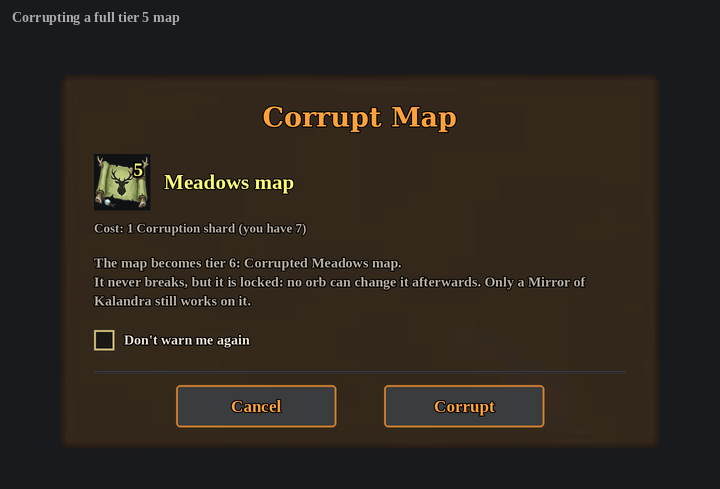 Corrupting a full tier 5 map
Corrupt Map
5
Meadows map
Cost: 1 Corruption shard (you have 7)
The map becomes tier 6: Corrupted Meadows map.
It never breaks, but it is locked: no orb can change it afterwards. Only a Mirror of
Kalandra still works on it.
Don't warn me again
Cancel
Corrupt